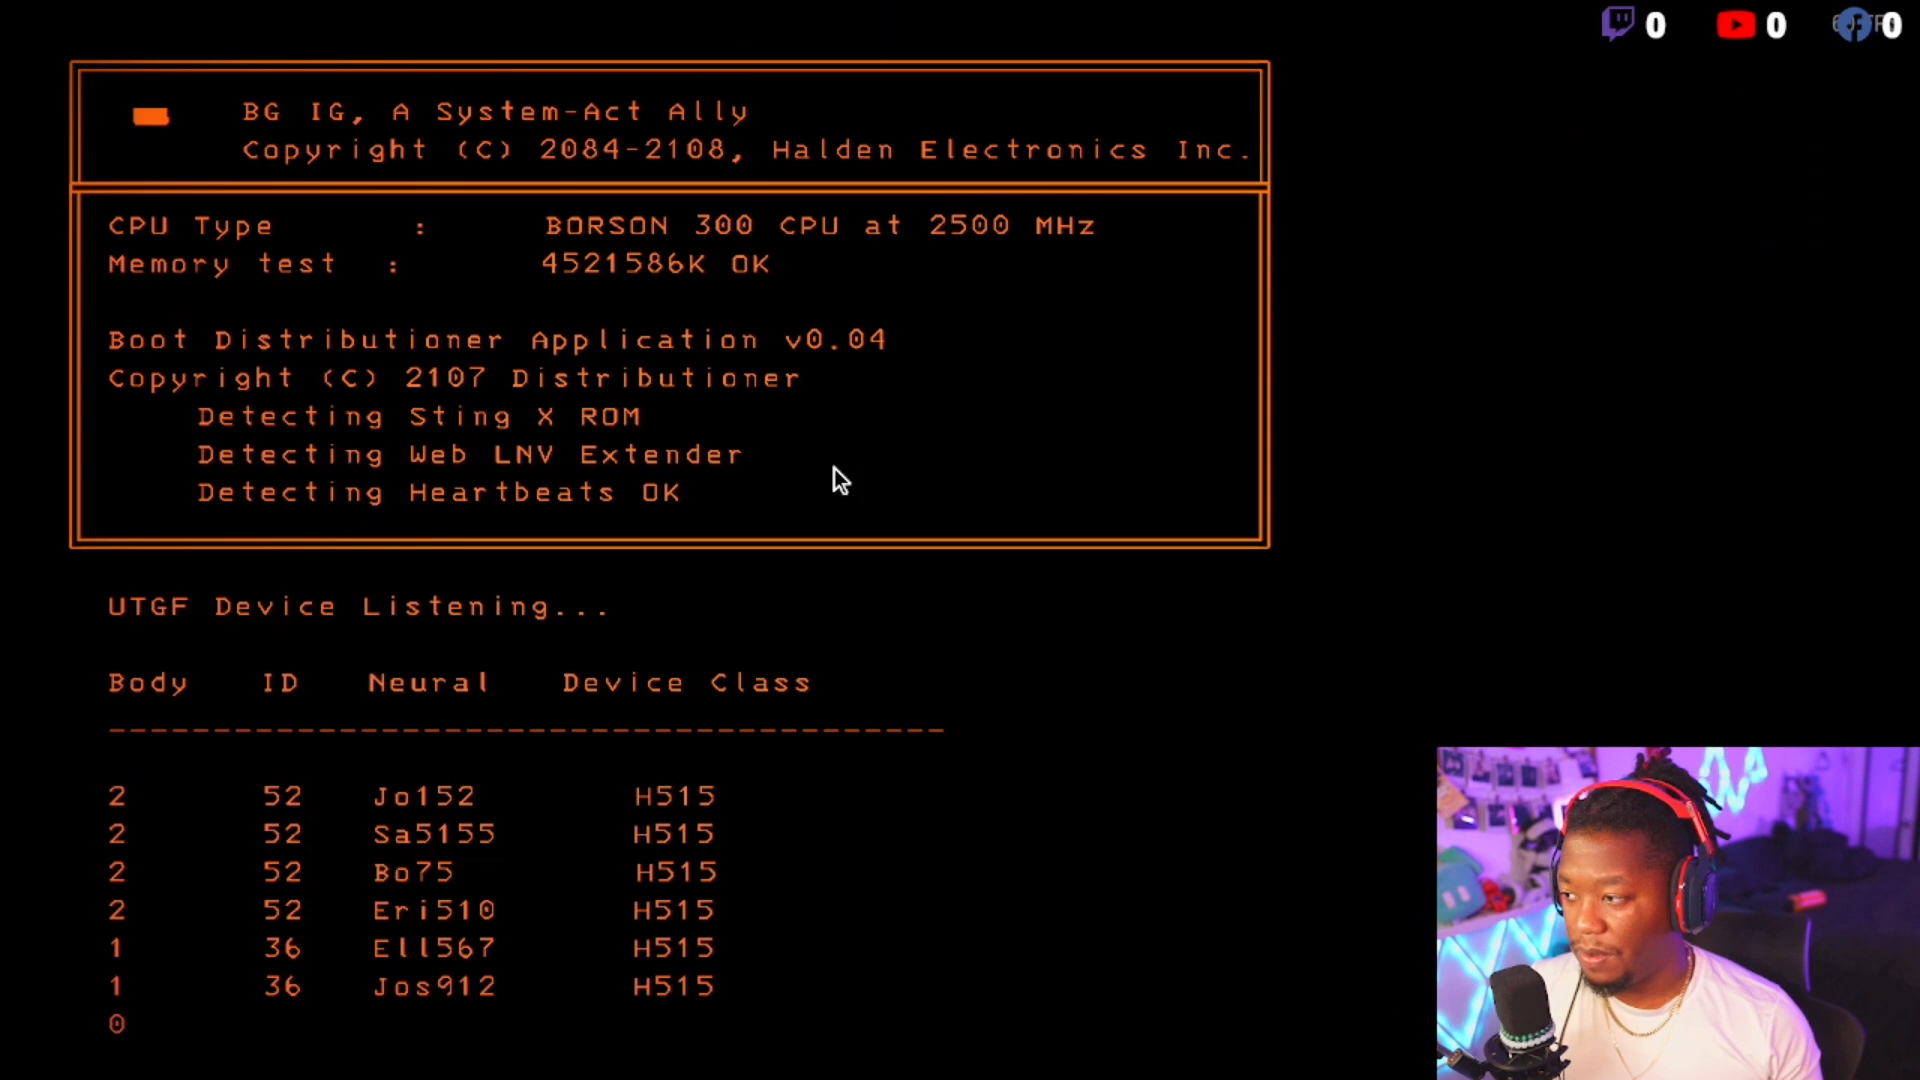 0 0 0
BG IG, A System-Act Ally
Copyright (C) 2084-2108, Halden Electronics Inc.
CPU Type : BORSON 300 CPU at 2500 MHz
Memory test : 4521586K OK
Boot Distributioner Application v0.04
Copyright (C) 2107 Distributioner
Detecting Sting X ROM
Detecting Web LNV Extender
Detecting Heartbeats OK
UTGF Device Listening...
Body ID Neural Device Class
---------------------------------------
2 52 Jo152 H515
2 52 Sa5155 H515
2 52 Bo75 H515
2 52 Eri510 H515
1 36 Ell567 H515
1 36 Jos912 H515
0